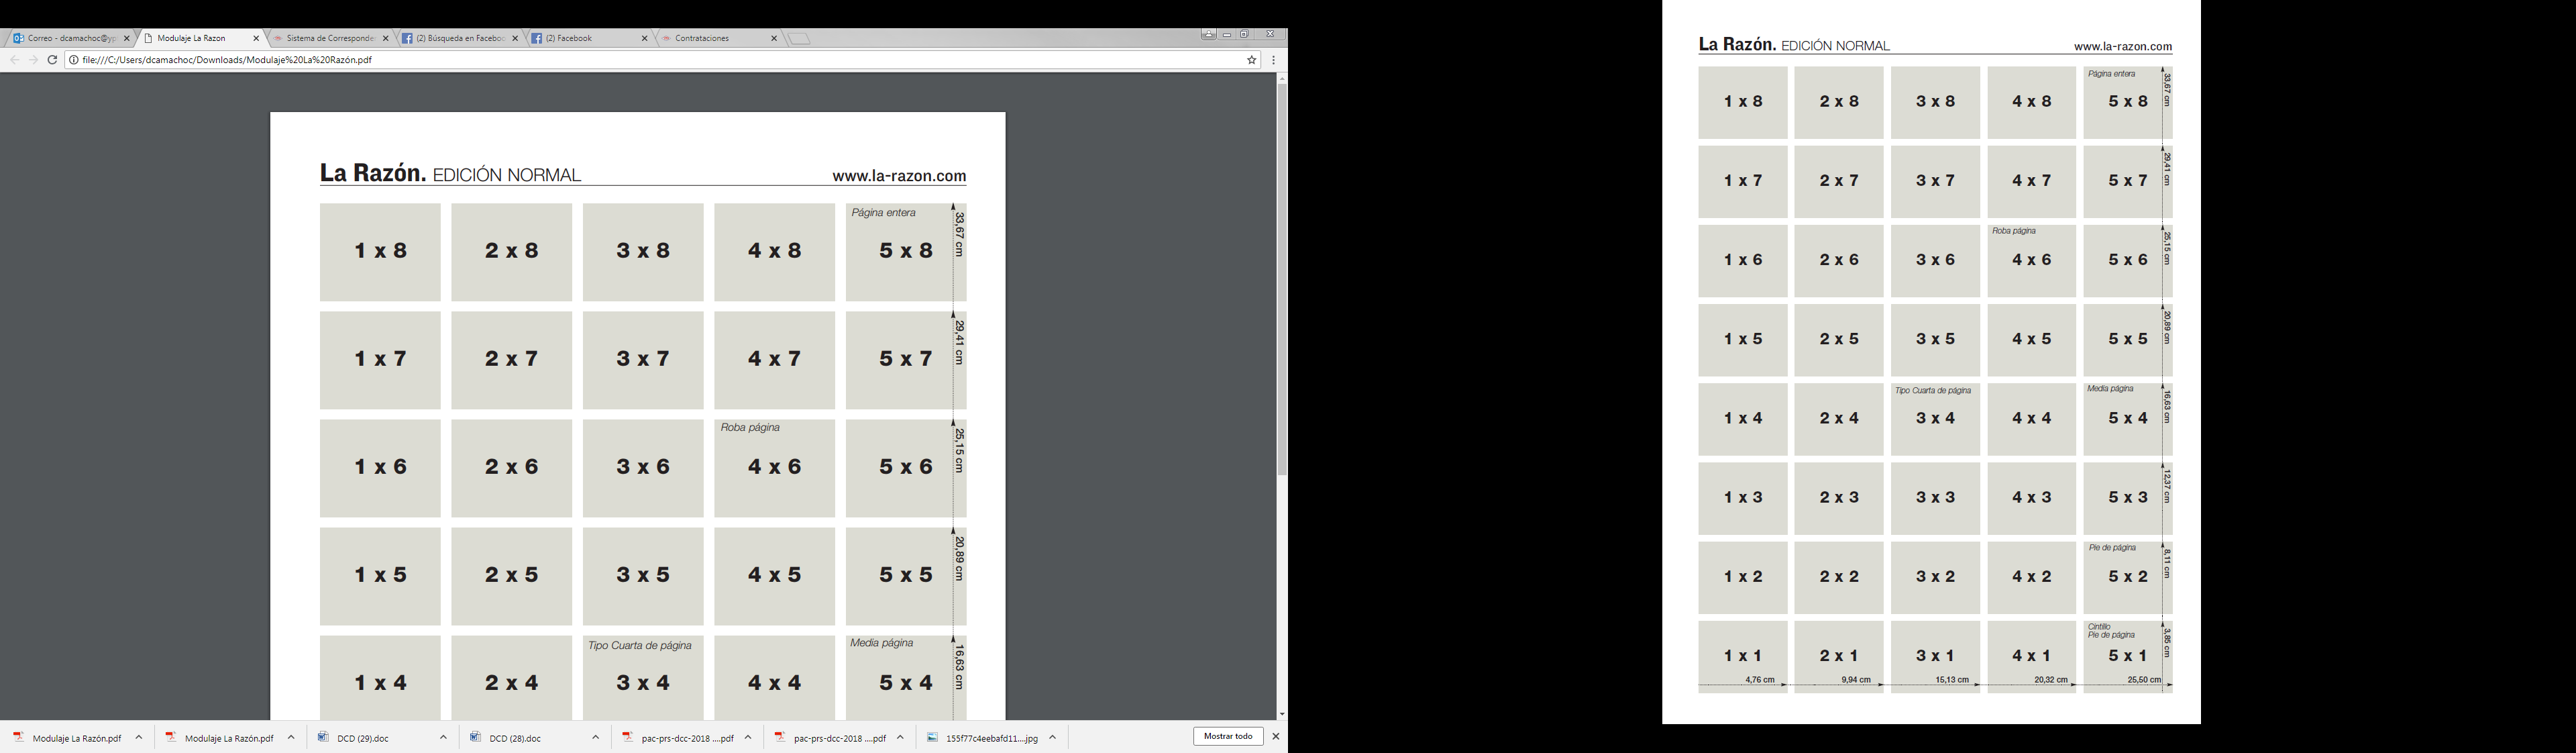 Correo - dcamachoc@yp
Modulaje La Razon
Sistema de Corresponde
(2) Búsqueda en Faceboo
(2) Facebook
Contrataciones
file:///C:/Users/dcamachoc/Downloads/Modulaje%20La%20Razón.pdf
La Razón. EDICIÓN NORMAL www.la-razon.com
Página entera
33,67 cm
1 x 8 2 x 8 3 x 8 4 x 8 5 x 8
29,41 cm
1 x 7 2 x 7 3 x 7 4 x 7 5 x 7
Roba página
25,15 cm
1 x 6 2 x 6 3 x 6 4 x 6 5 x 6
20,89 cm
1 x 5 2 x 5 3 x 5 4 x 5 5 x 5
Tipo Cuarta de página Media página
16,63 cm
1 x 4 2 x 4 3 x 4 4 x 4 5 x 4
Modulaje La Razón.pdf
Modulaje La Razón.pdf
DCD (29).doc
DCD (28).doc
pac-prs-dcc-2018 ....pdf
pac-prs-dcc-2018 ....pdf
155f77c4eebafd11....jpg
Mostrar todo
La Razón. EDICIÓN NORMAL www.la-razon.com
Página entera
33,67 cm
1 x 8 2 x 8 3 x 8 4 x 8 5 x 8
29,41 cm
1 x 7 2 x 7 3 x 7 4 x 7 5 x 7
Roba página
25,15 cm
1 x 6 2 x 6 3 x 6 4 x 6 5 x 6
20,89 cm
1 x 5 2 x 5 3 x 5 4 x 5 5 x 5
Tipo Cuarta de página Media página
16,63 cm
1 x 4 2 x 4 3 x 4 4 x 4 5 x 4
12,37 cm
1 x 3 2 x 3 3 x 3 4 x 3 5 x 3
Pie de página
8,11 cm
1 x 2 2 x 2 3 x 2 4 x 2 5 x 2
Cintillo
Pie de página
3,85 cm
1 x 1 2 x 1 3 x 1 4 x 1 5 x 1
4,76 cm 9,94 cm 15,13 cm 20,32 cm 25,50 cm